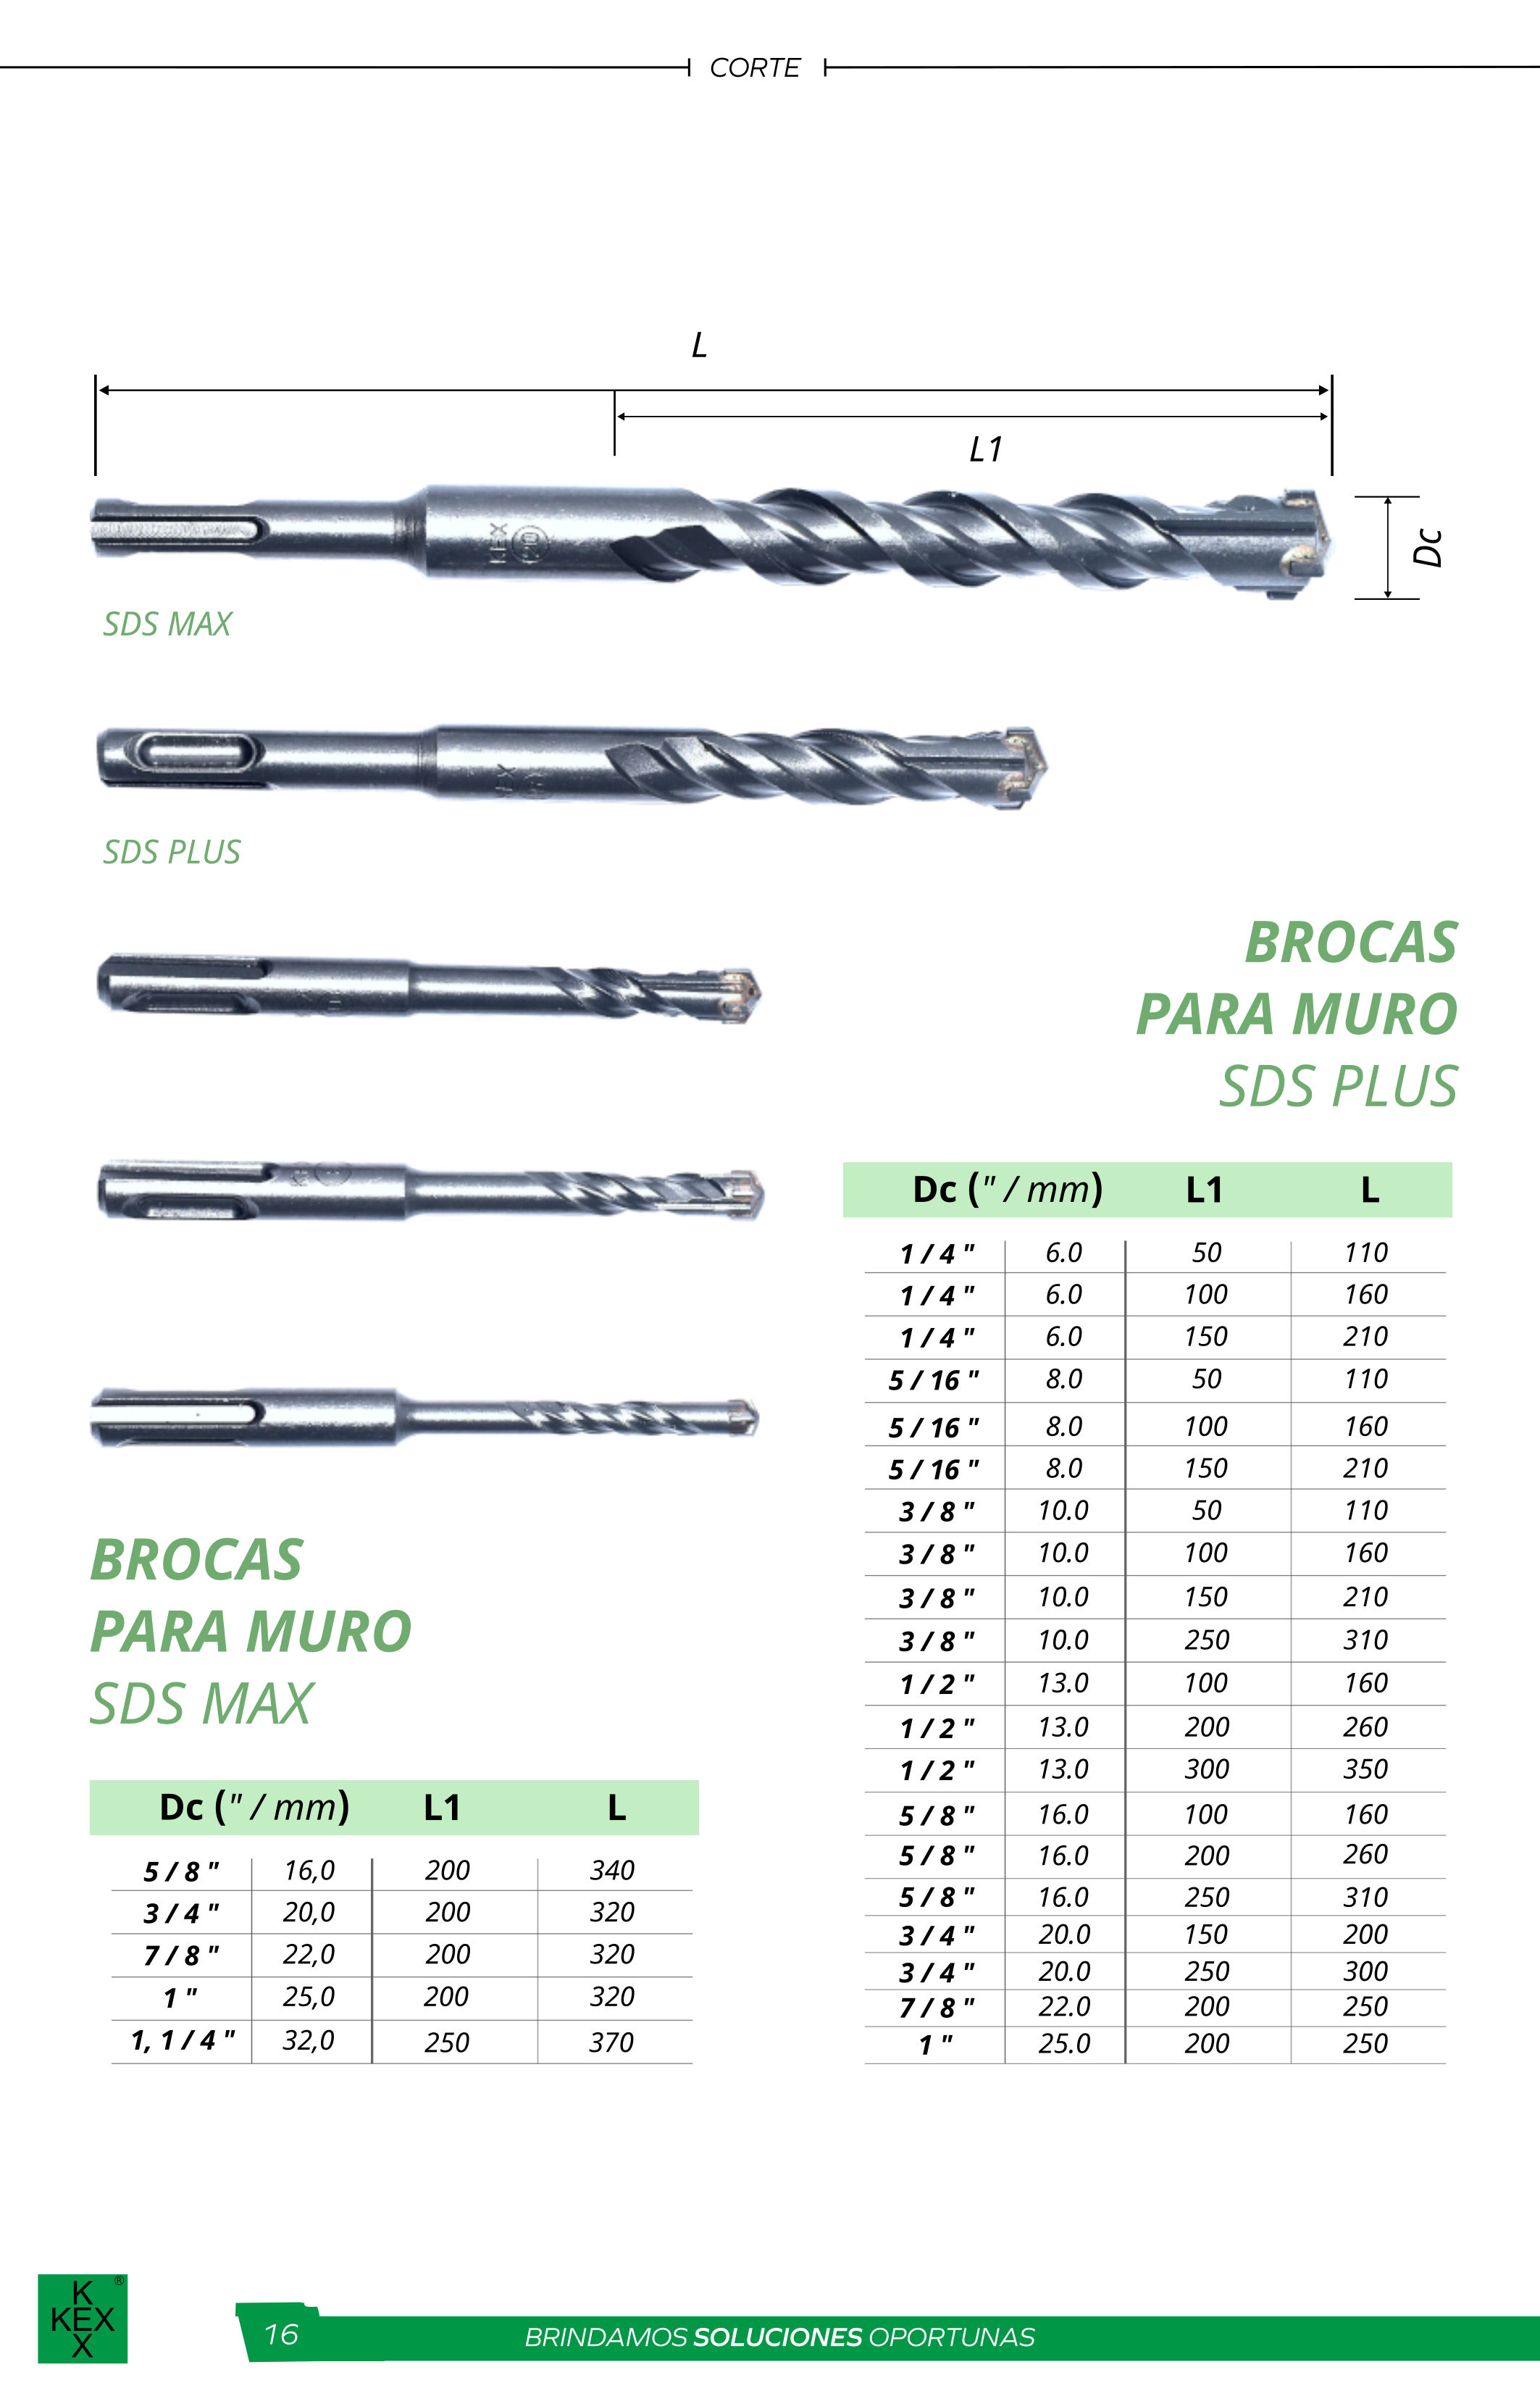 CORTE
L
L1
Dc
KEX
20
SDS MAX
SDS PLUS
BROCAS
PARA MURO
SDS PLUS
Dc (" / mm) L1 L
1 / 4 " 6.0 50 110
1 / 4 " 6.0 100 160
1 / 4 " 6.0 150 210
5 / 16 " 8.0 50 110
5 / 16 " 8.0 100 160
5 / 16 " 8.0 150 210
3 / 8 " 10.0 50 110
3 / 8 " 10.0 100 160
3 / 8 " 10.0 150 210
3 / 8 " 10.0 250 310
1 / 2 " 13.0 100 160
1 / 2 " 13.0 200 260
1 / 2 " 13.0 300 350
5 / 8 " 16.0 100 160
5 / 8 " 16.0 200 260
5 / 8 " 16.0 250 310
3 / 4 " 20.0 150 200
3 / 4 " 20.0 250 300
7 / 8 " 22.0 200 250
1 " 25.0 200 250
BROCAS
PARA MURO
SDS MAX
Dc (" / mm) L1 L
5 / 8 " 16,0 200 340
3 / 4 " 20,0 200 320
7 / 8 " 22,0 200 320
1 " 25,0 200 320
1, 1 / 4 " 32,0 250 370
K ®
KEX
X
16
BRINDAMOS SOLUCIONES OPORTUNAS